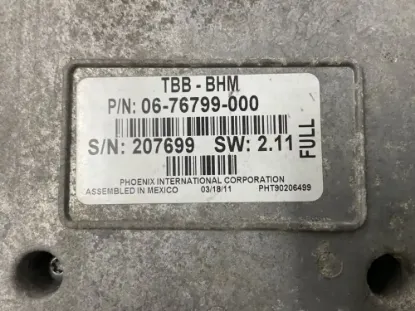 TBB - BHM
P/N: 06-76799-000
S/N: 207699 SW: 2.11
FULL
PHOENIX INTERNATIONAL CORPORATION
ASSEMBLED IN MEXICO 03/18/11 PHT90206499